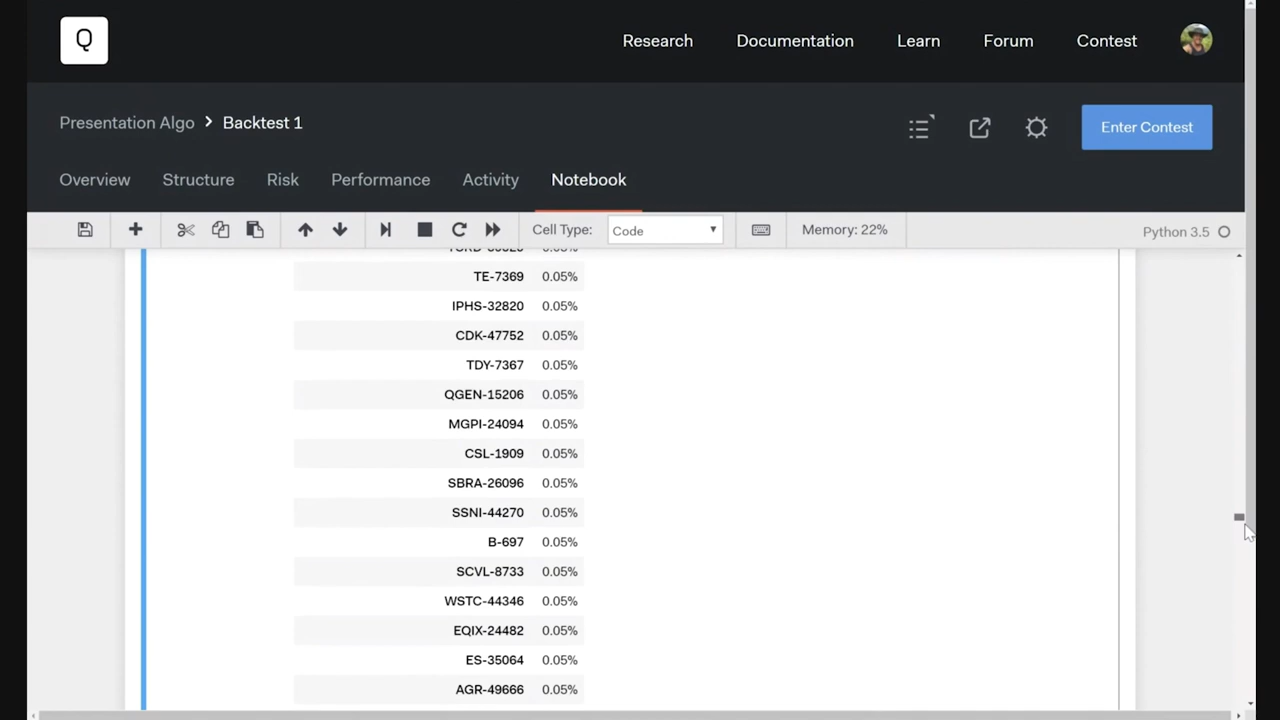 Q
Research Documentation Learn Forum Contest
Presentation Algo > Backtest 1
Enter Contest
Overview Structure Risk Performance Activity Notebook
Cell Type: Code Memory: 22% Python 3.5
TE-7369 0.05%
IPHS-32820 0.05%
CDK-47752 0.05%
TDY-7367 0.05%
QGEN-15206 0.05%
MGPI-24094 0.05%
CSL-1909 0.05%
SBRA-26096 0.05%
SSNI-44270 0.05%
B-697 0.05%
SCVL-8733 0.05%
WSTC-44346 0.05%
EQIX-24482 0.05%
ES-35064 0.05%
AGR-49666 0.05%